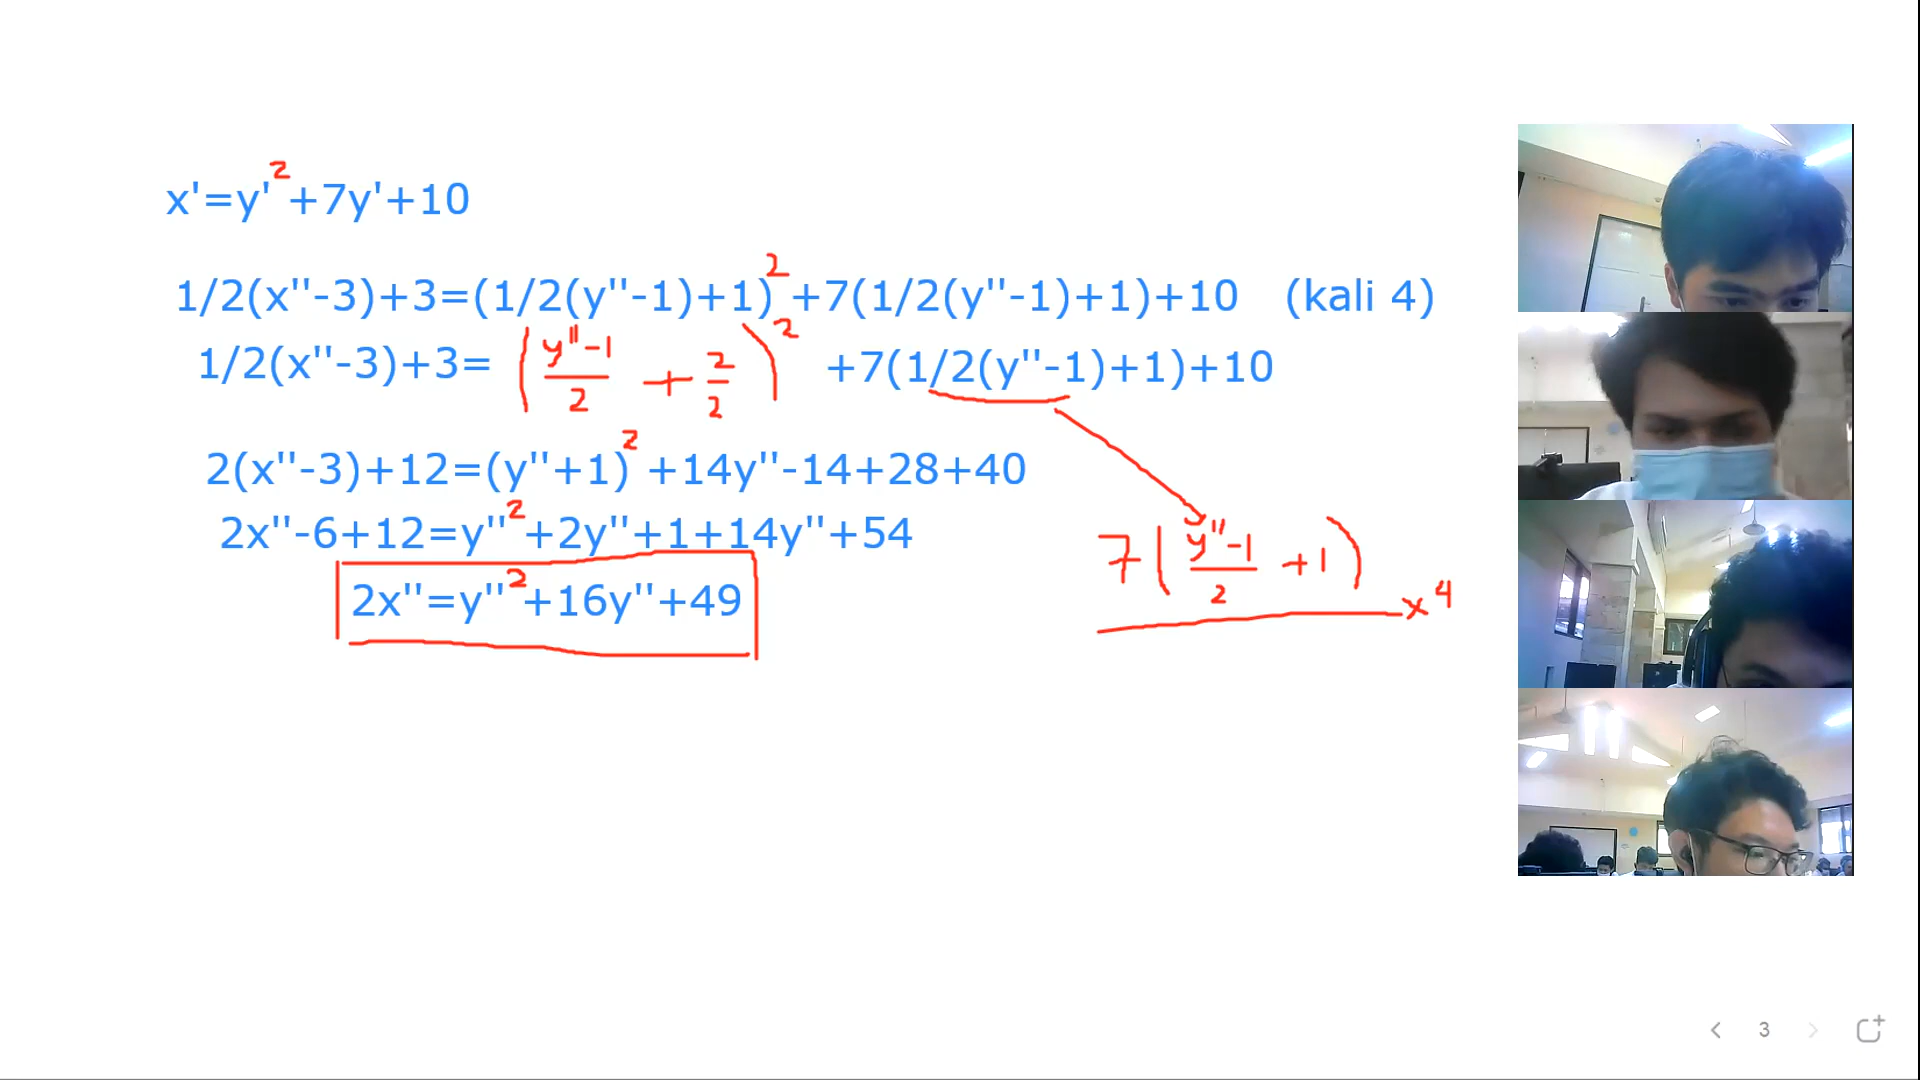 x'=y'²+7y'+10
1/2(x''-3)+3=(1/2(y''-1)+1)²+7(1/2(y''-1)+1)+10 (kali 4)
1/2(x''-3)+3= (y''-1/2 + 2/2)² +7(1/2(y''-1)+1)+10
2(x''-3)+12=(y''+1)²+14y''-14+28+40
2x''-6+12=y''²+2y''+1+14y''+54
2x''=y''²+16y''+49
7(y''-1/2 +1) x4
3